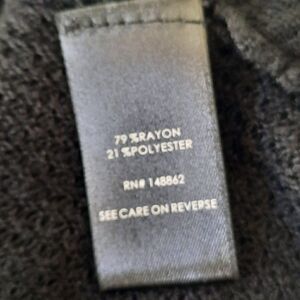 79 %RAYON
21 %POLYESTER
RN# 148862
SEE CARE ON REVERSE